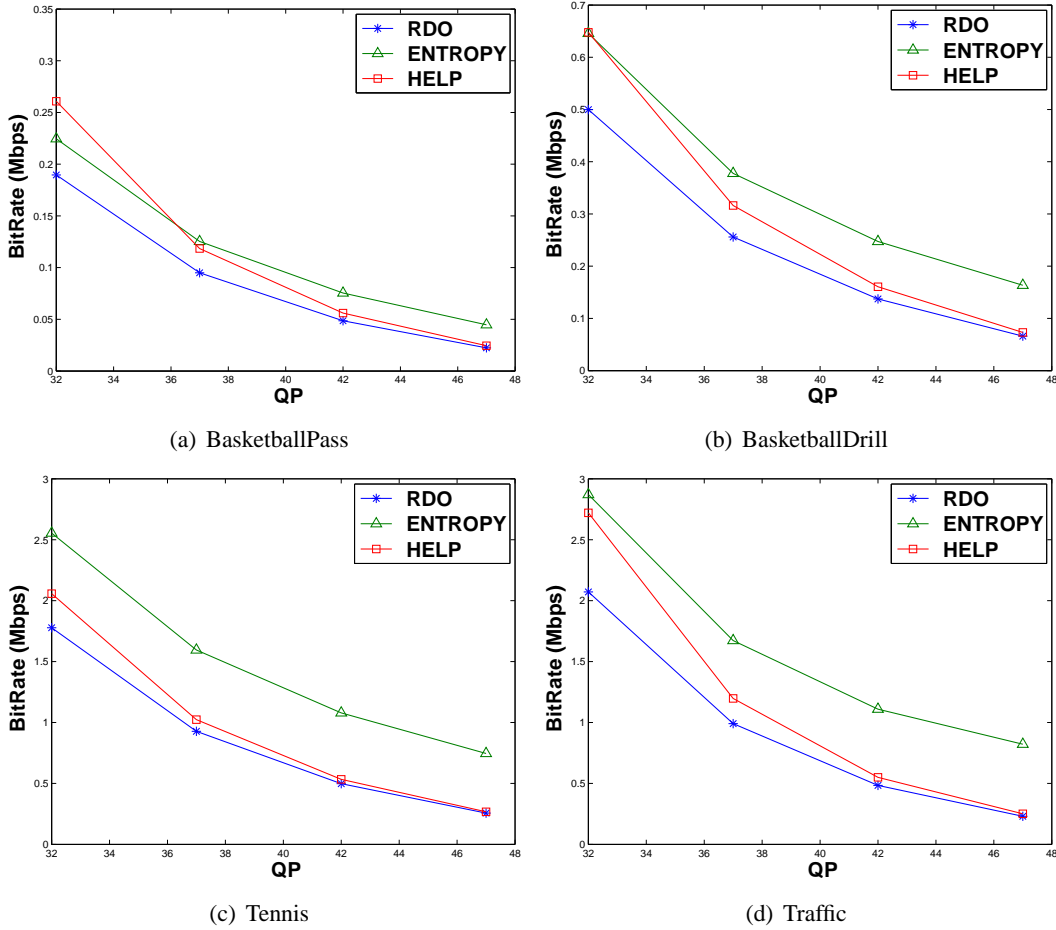 0.35
0.3
0.25
0.2
0.15
0.1
0.05
0
BitRate (Mbps)
RDO
ENTROPY
HELP
32 34 36 38 40 42 44 46 48
QP
(a) BasketballPass
0.7
0.6
0.5
0.4
0.3
0.2
0.1
0
BitRate (Mbps)
RDO
ENTROPY
HELP
32 34 36 38 40 42 44 46 48
QP
(b) BasketballDrill
3
2.5
2
1.5
1
0.5
0
BitRate (Mbps)
RDO
ENTROPY
HELP
32 34 36 38 40 42 44 46 48
QP
(c) Tennis
3
2.5
2
1.5
1
0.5
0
BitRate (Mbps)
RDO
ENTROPY
HELP
32 34 36 38 40 42 44 46 48
QP
(d) Traffic